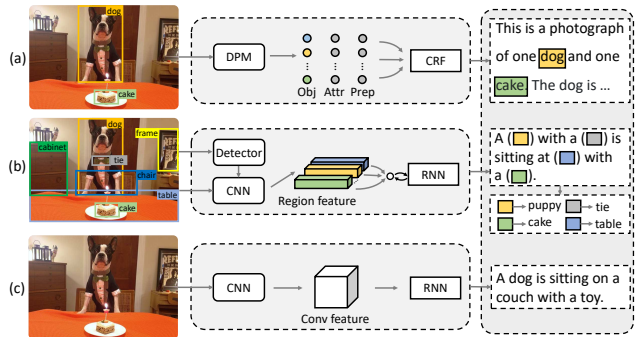 (a)
dog
cake
DPM
Obj Attr Prep
CRF
This is a photograph
of one dog and one
cake. The dog is ...
(b)
dog
frame
cabinet
tie
chair
table
cake
Detector
CNN
Region feature
RNN
A ( ) with a ( ) is
sitting at ( ) with
a ( ).
puppy tie
cake table
(c)
CNN
Conv feature
RNN
A dog is sitting on a
couch with a toy.